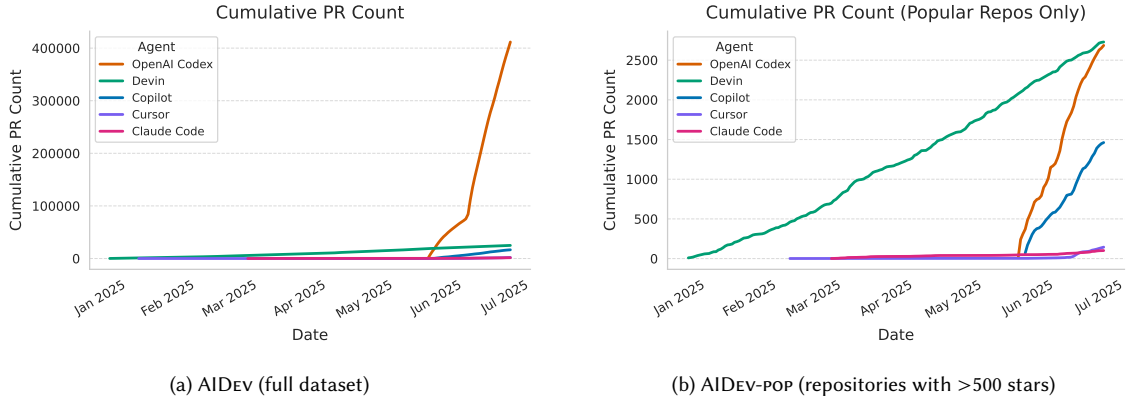 Cumulative PR Count
Cumulative PR Count
400000
300000
200000
100000
0
Agent
OpenAI Codex
Devin
Copilot
Cursor
Claude Code
Jan 2025
Feb 2025
Mar 2025
Apr 2025
May 2025
Jun 2025
Jul 2025
Date
(a) AIDEV (full dataset)
Cumulative PR Count (Popular Repos Only)
Cumulative PR Count
2500
2000
1500
1000
500
0
Agent
OpenAI Codex
Devin
Copilot
Cursor
Claude Code
Jan 2025
Feb 2025
Mar 2025
Apr 2025
May 2025
Jun 2025
Jul 2025
Date
(b) AIDEV-POP (repositories with >500 stars)